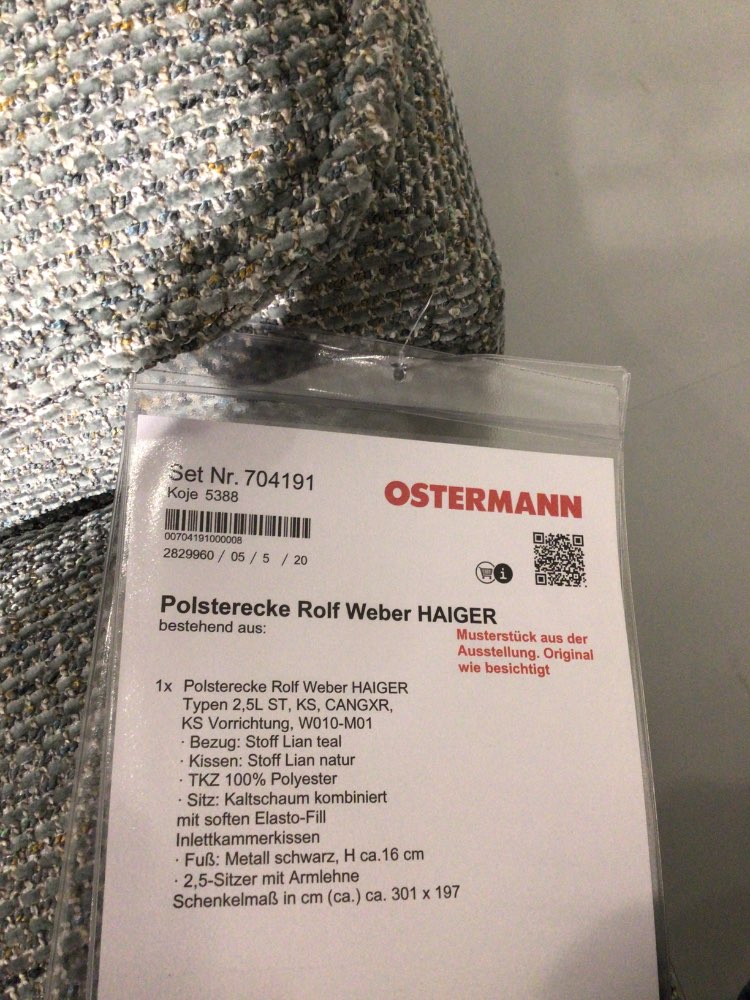 Set Nr. 704191
Koje 5388
OSTERMANN
00704191000008
2829960 / 05 / 5 / 20
i
Polsterecke Rolf Weber HAIGER
bestehend aus:
Musterstück aus der
Ausstellung. Original
wie besichtigt
1x Polsterecke Rolf Weber HAIGER
Typen 2,5L ST, KS, CANGXR,
KS Vorrichtung, W010-M01
· Bezug: Stoff Lian teal
· Kissen: Stoff Lian natur
· TKZ 100% Polyester
· Sitz: Kaltschaum kombiniert
mit soften Elasto-Fill
Inlettkammerkissen
· Fuß: Metall schwarz, H ca.16 cm
· 2,5-Sitzer mit Armlehne
Schenkelmaß in cm (ca.) ca. 301 x 197